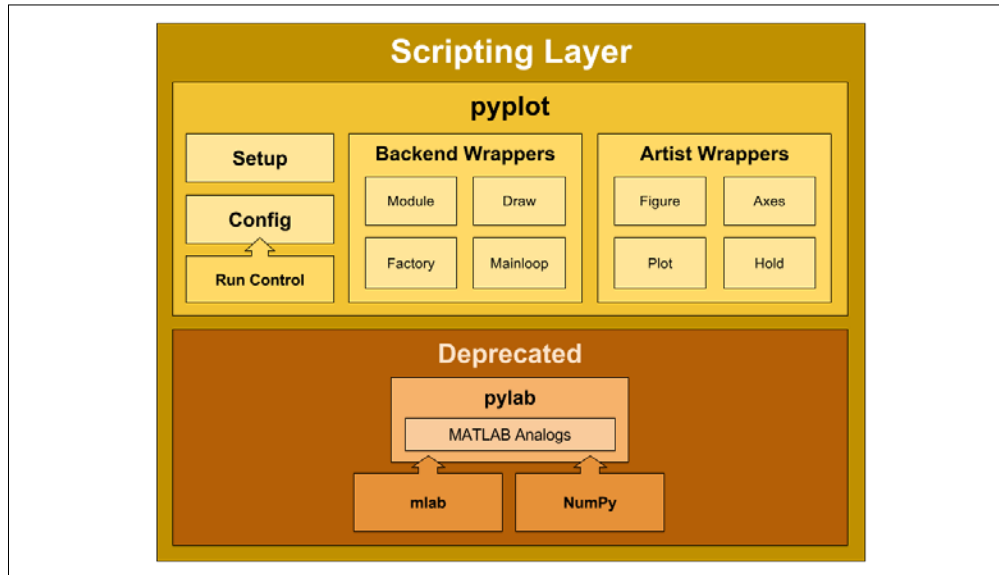 Scripting Layer
pyplot
Setup
Config
Run Control
Backend Wrappers
Module
Draw
Factory
Mainloop
Artist Wrappers
Figure
Axes
Plot
Hold
Deprecated
pylab
MATLAB Analogs
mlab
NumPy